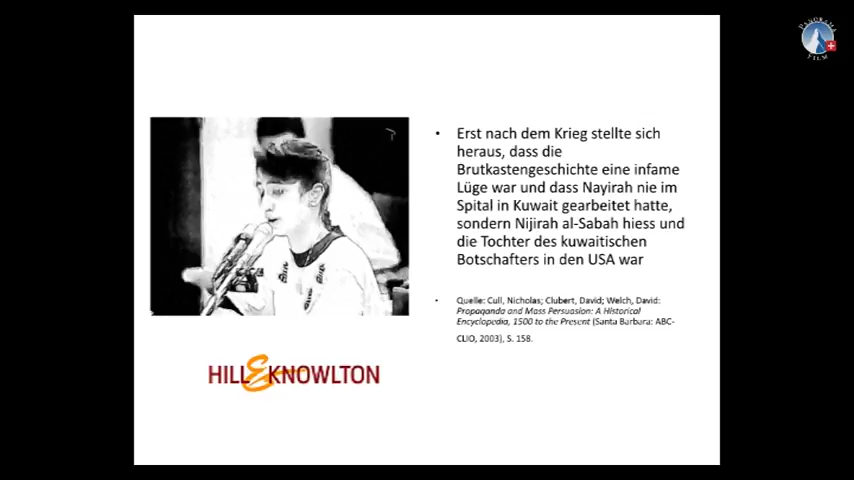 PANORAMA
FILM
• Erst nach dem Krieg stellte sich
heraus, dass die
Brutkastengeschichte eine infame
Lüge war und dass Nayirah nie im
Spital in Kuwait gearbeitet hatte,
sondern Nijirah al-Sabah hiess und
die Tochter des kuwaitischen
Botschafters in den USA war
• Quelle: Cull, Nicholas; Clubert, David; Welch, David:
Propaganda and Mass Persuasion: A Historical
Encyclopedia, 1500 to the Present (Santa Barbara: ABC-
CLIO, 2003), S. 158.
HILL&KNOWLTON